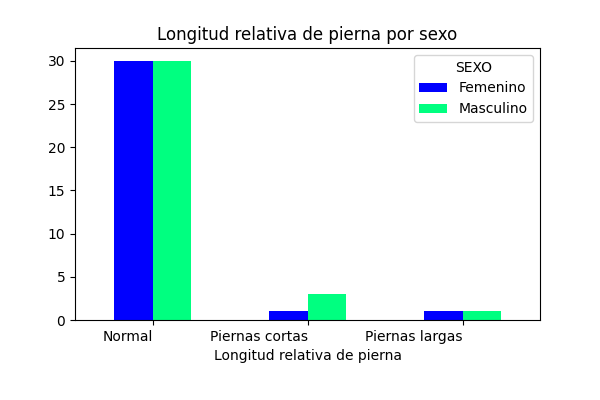 Longitud relativa de pierna por sexo
SEXO
Femenino
Masculino
30
25
20
15
10
5
0
Normal Piernas cortas Piernas largas
Longitud relativa de pierna